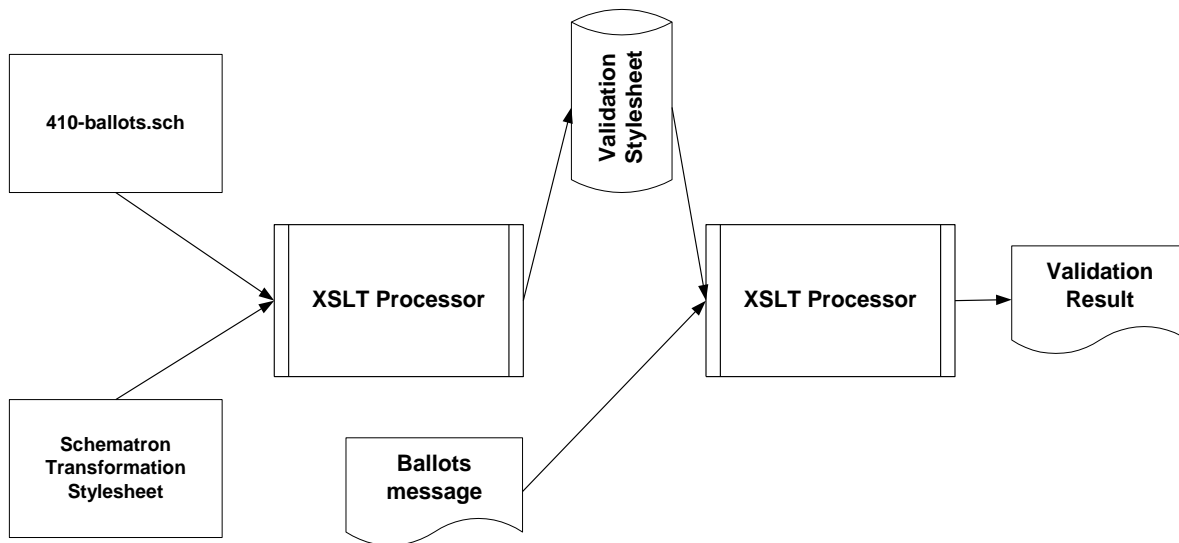 410-ballots.sch
Schematron
Transformation
Stylesheet
XSLT Processor
Validation
Stylesheet
Ballots
message
XSLT Processor
Validation
Result